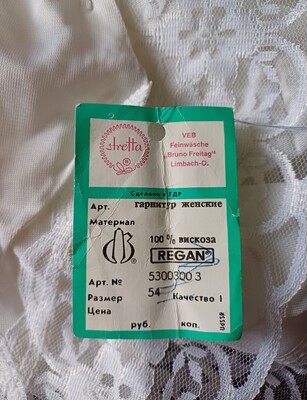 stretta
®
VEB
Feinwäsche
„Bruno Freitag"
Limbach-O.
Сделано в ГДР
Арт. гарнитур женские
Материал
100 % вискоза
REGAN®
Арт. № 5300300 3
Размер 54 Качество I
Цена
руб. коп.
UdSSR